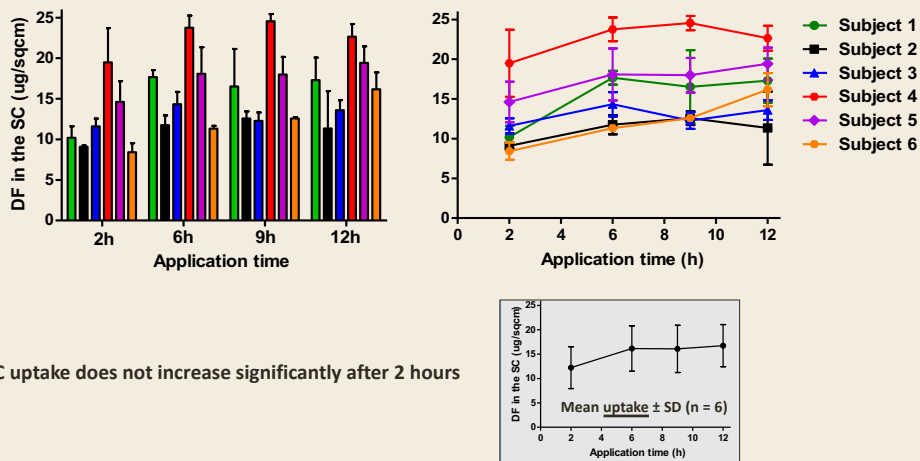 DF in the SC (ug/sqcm)
25
20
15
10
5
0
2h 6h 9h 12h
Application time
25
20
15
10
5
0
0 2 4 6 8 10 12
Application time (h)
Subject 1
Subject 2
Subject 3
Subject 4
Subject 5
Subject 6
C uptake does not increase significantly after 2 hours
DF in the SC (ug/sqcm)
25
20
15
10
5
0
Mean uptake ± SD (n = 6)
0 2 4 6 8 10 12
Application time (h)